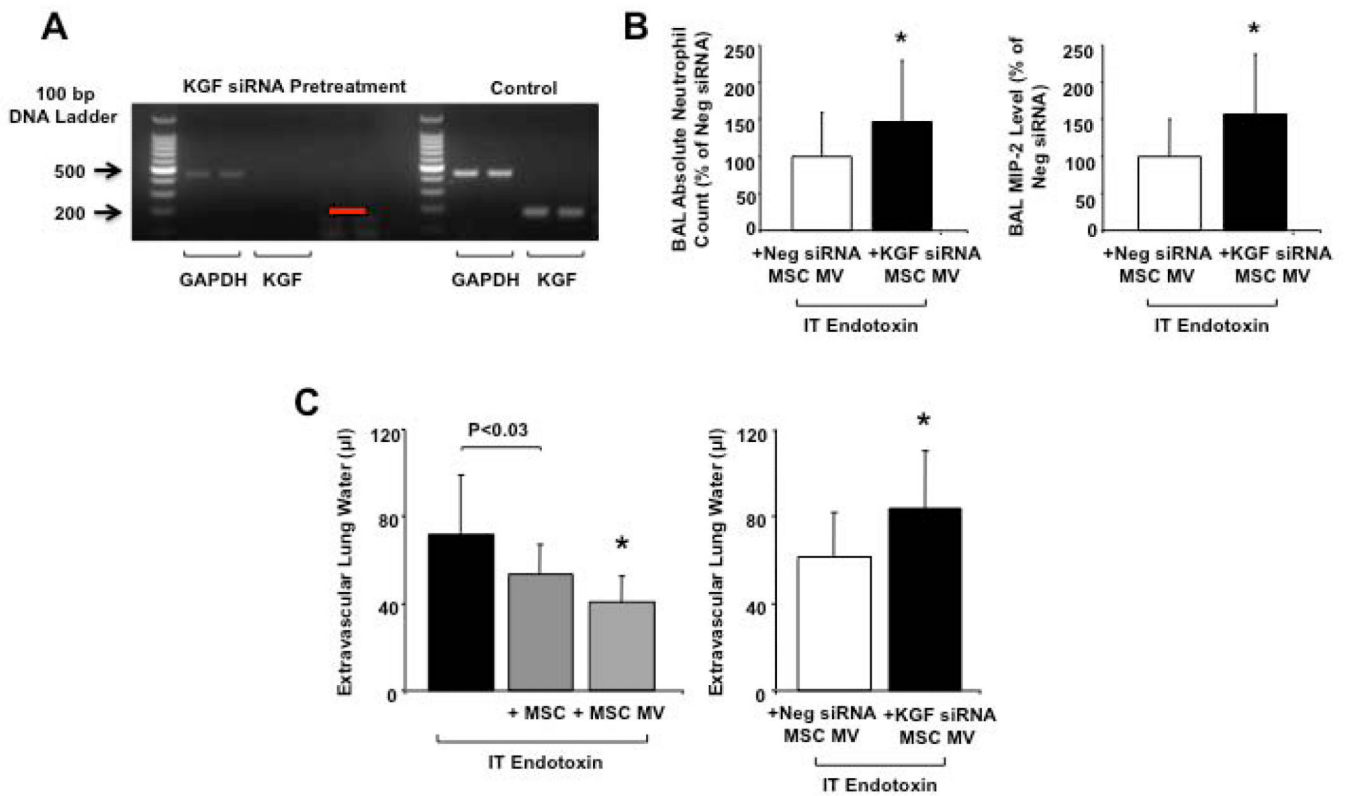 A
KGF siRNA Pretreatment
Control
100 bp
DNA Ladder
500
200
GAPDH KGF
GAPDH KGF
B
BAL Absolute Neutrophil
Count (% of Neg siRNA)
250
200
150
100
50
0
*
+Neg siRNA
MSC MV
+KGF siRNA
MSC MV
IT Endotoxin
BAL MIP-2 Level (% of
Neg siRNA)
250
200
150
100
50
0
*
+Neg siRNA
MSC MV
+KGF siRNA
MSC MV
IT Endotoxin
C
Extravascular Lung Water (µl)
120
80
40
0
P<0.03
*
+ MSC + MSC MV
IT Endotoxin
Extravascular Lung Water (µl)
120
80
40
0
*
+Neg siRNA
MSC MV
+KGF siRNA
MSC MV
IT Endotoxin